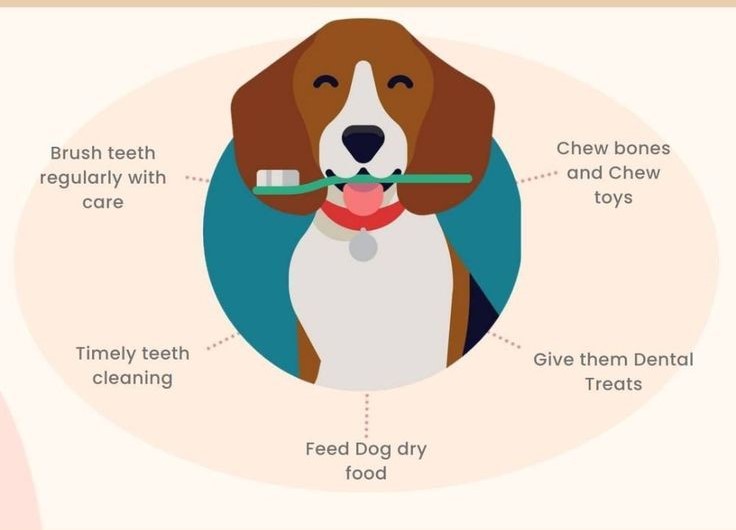 Brush teeth
regularly with
care
Chew bones
and Chew
toys
Timely teeth
cleaning
Give them Dental
Treats
Feed Dog dry
food